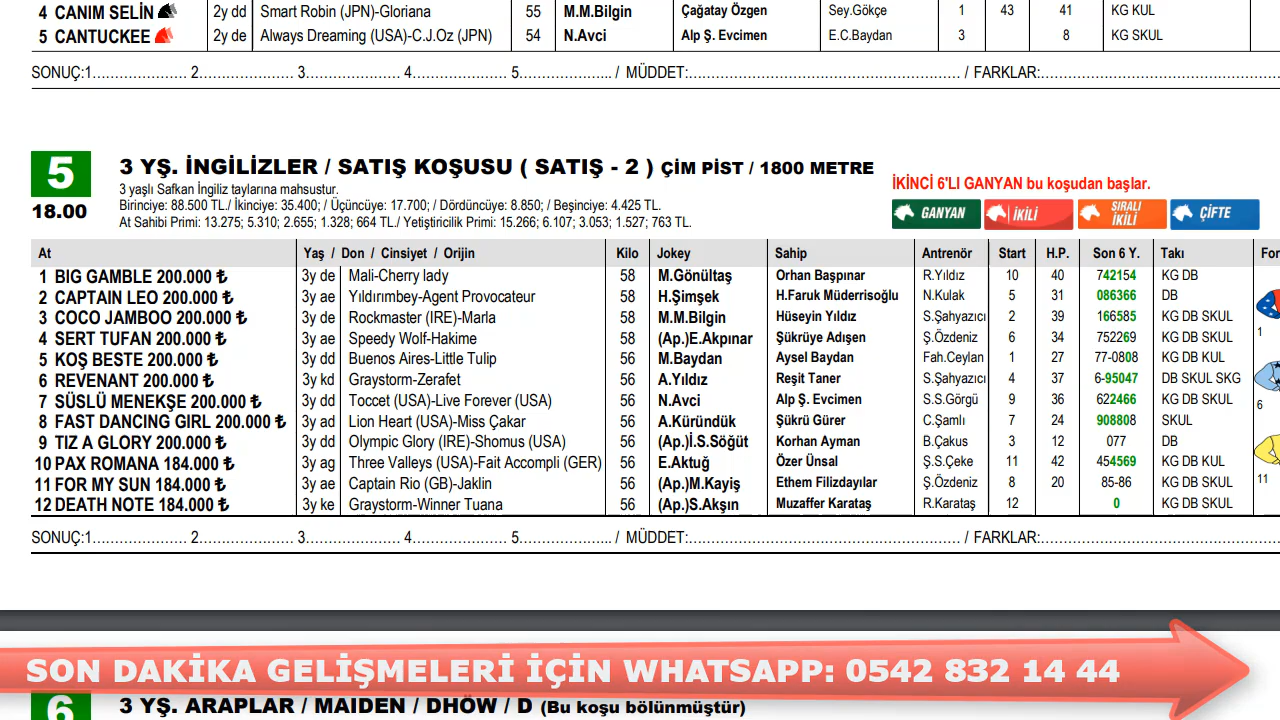 4 CANIM SELİN 2y dd Smart Robin (JPN)-Gloriana 55 M.M.Bilgin Çağatay Özgen Sey.Gökçe 1 43 41 KG KUL
5 CANTUCKEE 2y de Always Dreaming (USA)-C.J.Oz (JPN) 54 N.Avci Alp Ş. Evcimen E.C.Baydan 3 8 KG SKUL
SONUÇ:1..................... 2..................... 3..................... 4..................... 5..................... / MÜDDET:............................................................ / FARKLAR:.....................................................
5 3 YŞ. İNGİLİZLER / SATIŞ KOŞUSU ( SATIŞ - 2 ) ÇİM PİST / 1800 METRE
18.00
3 yaşlı Safkan İngiliz taylarına mahsustur.
Birinciye: 88.500 TL./ İkinciye: 35.400; / Üçüncüye: 17.700; / Dördüncüye: 8.850; / Beşinciye: 4.425 TL.
At Sahibi Primi: 13.275; 5.310; 2.655; 1.328; 664 TL./ Yetiştiricilik Primi: 15.266; 6.107; 3.053; 1.527; 763 TL.
İKİNCİ 6'LI GANYAN bu koşudan başlar.
GANYAN İKİLİ SIRALI İKİLİ ÇİFTE
At Yaş / Don / Cinsiyet / Orijin Kilo Jokey Sahip Antrenör Start H.P. Son 6 Y. Takı For
1 BIG GAMBLE 200.000 ₺ 3y de Mali-Cherry lady 58 M.Gönültaş Orhan Başpınar R.Yıldız 10 40 742154 KG DB
2 CAPTAIN LEO 200.000 ₺ 3y ae Yıldırımbey-Agent Provocateur 58 H.Şimşek H.Faruk Müderrisoğlu N.Kulak 5 31 086366 DB
3 COCO JAMBOO 200.000 ₺ 3y de Rockmaster (IRE)-Marla 58 M.M.Bilgin Hüseyin Yıldız S.Şahyazıcı 2 39 166585 KG DB SKUL
1
4 SERT TUFAN 200.000 ₺ 3y ae Speedy Wolf-Hakime 58 (Ap.)E.Akpınar Şükrüye Adışen Ş.Özdeniz 6 34 752269 KG DB SKUL
5 KOŞ BESTE 200.000 ₺ 3y dd Buenos Aires-Little Tulip 56 M.Baydan Aysel Baydan Fah.Ceylan 1 27 77-0808 KG DB KUL
6 REVENANT 200.000 ₺ 3y kd Graystorm-Zerafet 56 A.Yıldız Reşit Taner S.Şahyazıcı 4 37 6-95047 DB SKUL SKG
7 SÜSLÜ MENEKŞE 200.000 ₺ 3y dd Toccet (USA)-Live Forever (USA) 56 N.Avci Alp Ş. Evcimen S.S.Görgü 9 36 622466 KG DB SKUL
6
8 FAST DANCING GIRL 200.000 ₺ 3y ad Lion Heart (USA)-Miss Çakar 56 A.Küründük Şükrü Gürer C.Şamlı 7 24 908808 SKUL
9 TIZ A GLORY 200.000 ₺ 3y dd Olympic Glory (IRE)-Shomus (USA) 56 (Ap.)İ.S.Söğüt Korhan Ayman B.Çakus 3 12 077 DB
10 PAX ROMANA 184.000 ₺ 3y ag Three Valleys (USA)-Fait Accompli (GER) 56 E.Aktuğ Özer Ünsal Ş.S.Çeke 11 42 454569 KG DB KUL
11 FOR MY SUN 184.000 ₺ 3y ae Captain Rio (GB)-Jaklin 56 (Ap.)M.Kayiş Ethem Filizdayılar Ş.Özdeniz 8 20 85-86 KG DB SKUL
11
12 DEATH NOTE 184.000 ₺ 3y ke Graystorm-Winner Tuana 56 (Ap.)S.Akşın Muzaffer Karataş R.Karataş 12 0 KG DB SKUL
SONUÇ:1..................... 2..................... 3..................... 4..................... 5..................... / MÜDDET:............................................................ / FARKLAR:.....................................................
SON DAKİKA GELİŞMELERİ İÇİN WHATSAPP: 0542 832 14 44
6 3 YŞ. ARAPLAR / MAIDEN / DHÖW / D (Bu koşu bölünmüştür)